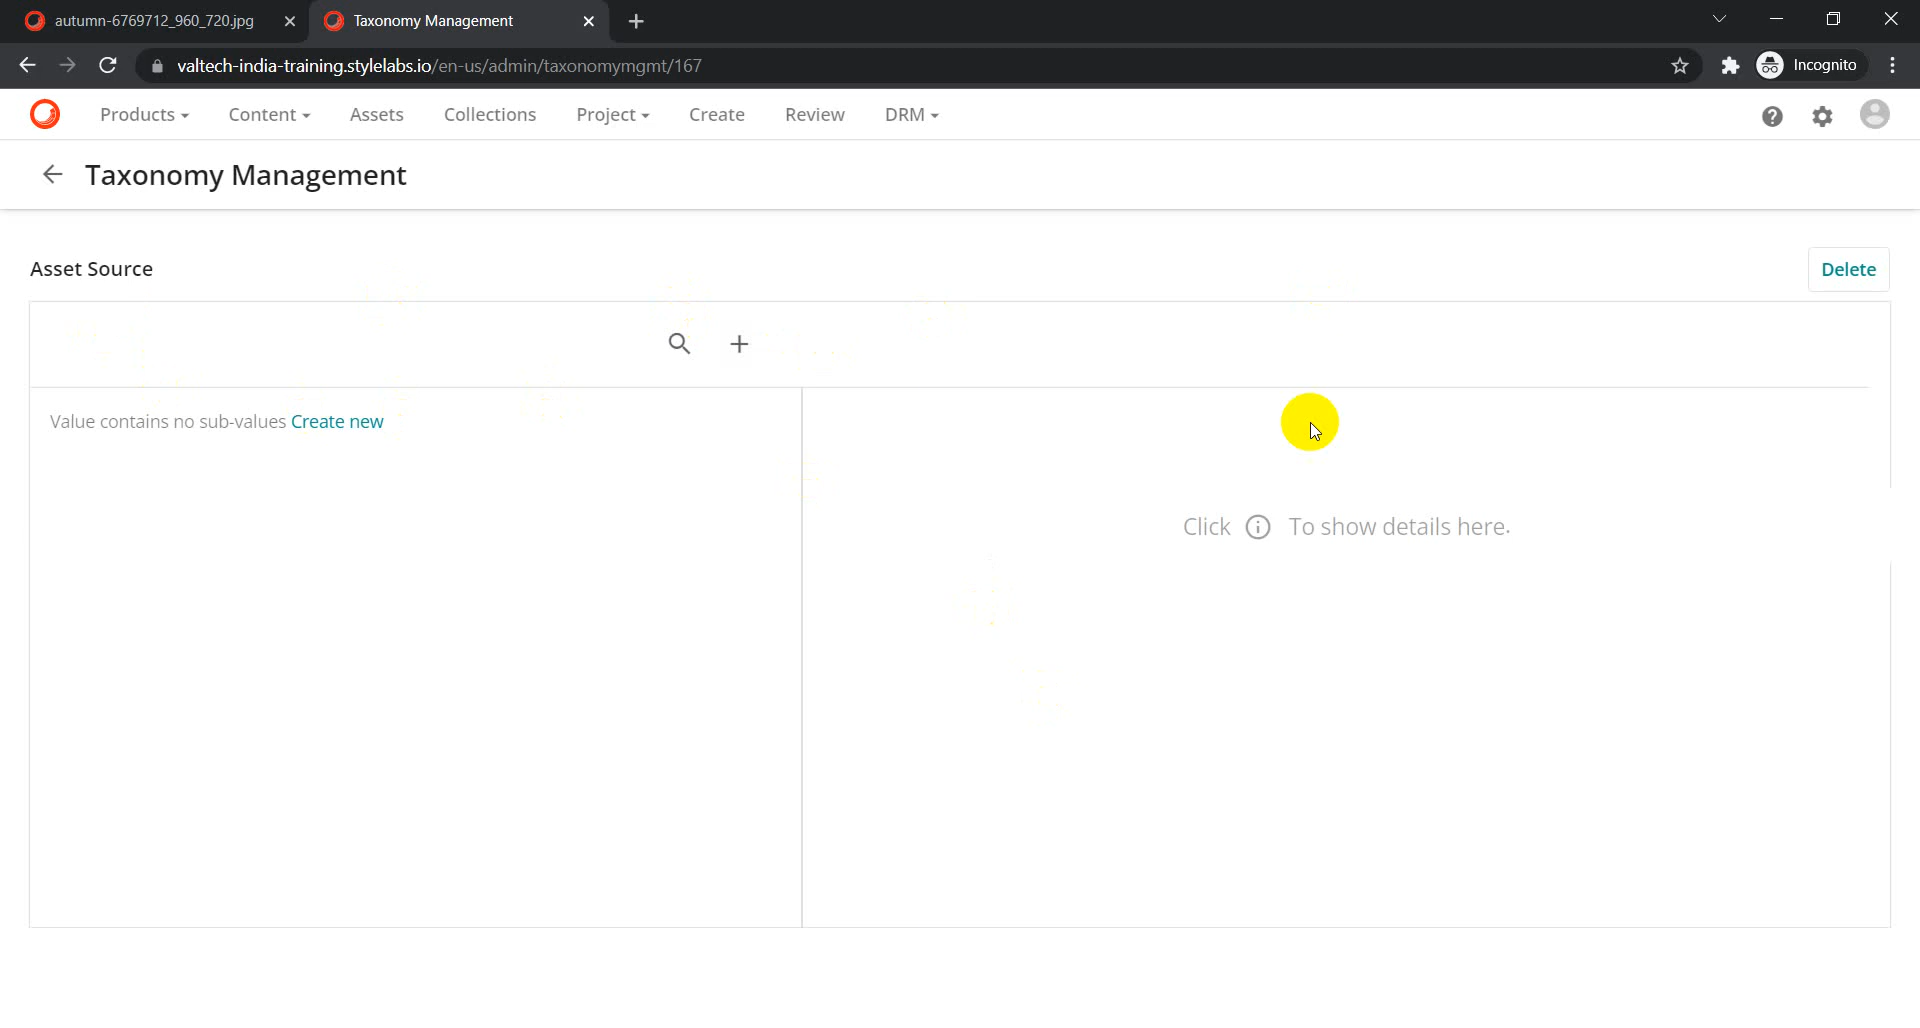 autumn-6769712_960_720.jpg
Taxonomy Management
valtech-india-training.stylelabs.io/en-us/admin/taxonomymgmt/167
Incognito
Products Content Assets Collections Project Create Review DRM
Taxonomy Management
Asset Source
Delete
Value contains no sub-values Create new
Click To show details here.